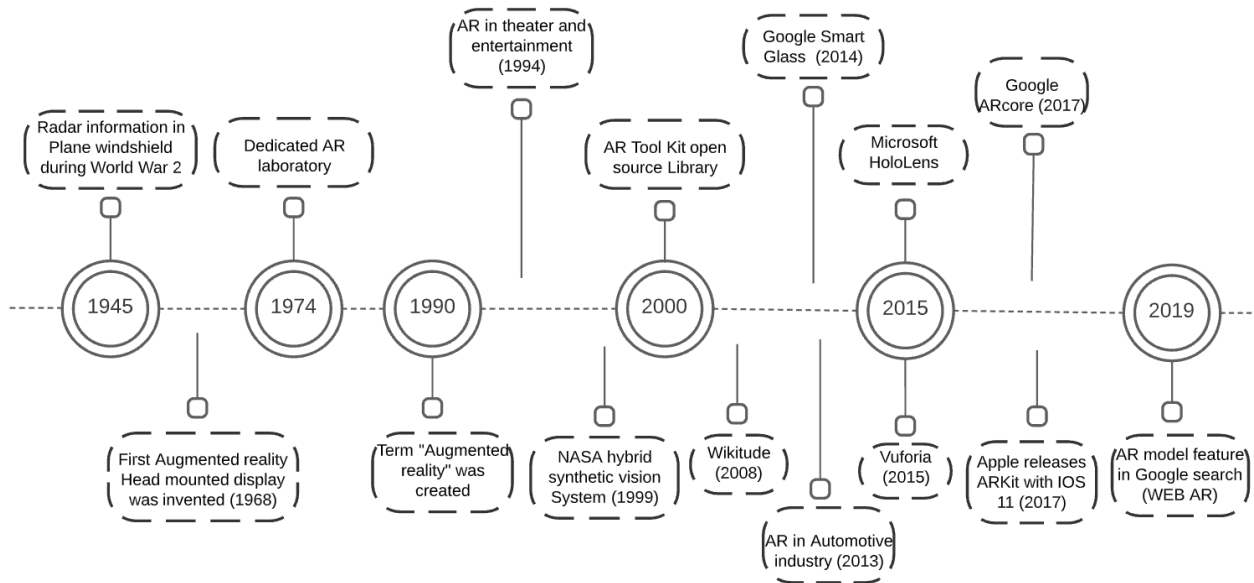 AR in theater and
entertainment
(1994)
Google Smart
Glass (2014)
Google
ARcore (2017)
Radar information in
Plane windshield
during World War 2
Dedicated AR
laboratory
AR Tool Kit open
source Library
Microsoft
HoloLens
1945
1974
1990
2000
2015
2019
First Augmented reality
Head mounted display
was invented (1968)
Term "Augmented
reality" was
created
NASA hybrid
synthetic vision
System (1999)
Wikitude
(2008)
AR in Automotive
industry (2013)
Vuforia
(2015)
Apple releases
ARKit with IOS
11 (2017)
AR model feature
in Google search
(WEB AR)